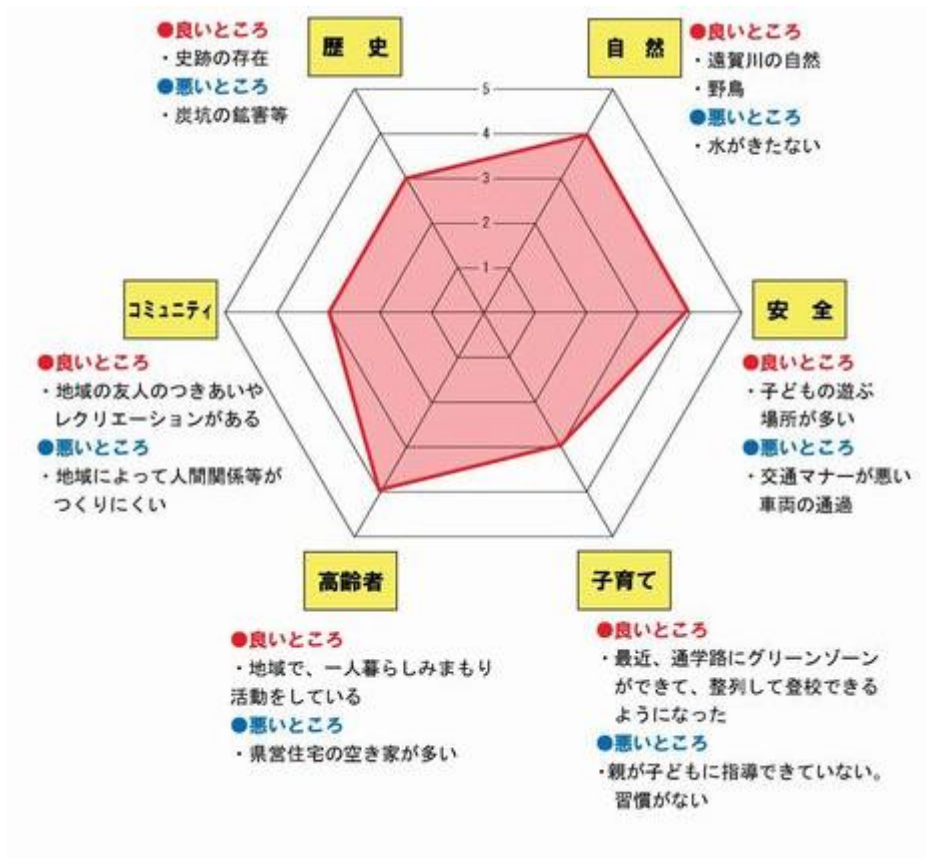 歴 史
●良いところ
・史跡の存在
●悪いところ
・炭坑の鉱害等
自 然
●良いところ
・遠賀川の自然
・野鳥
●悪いところ
・水がきたない
5
4
3
2
1
コミュニティ
●良いところ
・地域の友人のつきあいや
レクリエーションがある
●悪いところ
・地域によって人間関係等が
つくりにくい
安 全
●良いところ
・子どもの遊ぶ
場所が多い
●悪いところ
・交通マナーが悪い
車両の通過
高齢者
●良いところ
・地域で、一人暮らしみまもり
活動をしている
●悪いところ
・県営住宅の空き家が多い
子育て
●良いところ
・最近、通学路にグリーンゾーン
ができて、整列して登校できる
ようになった
●悪いところ
・親が子どもに指導できていない。
習慣がない